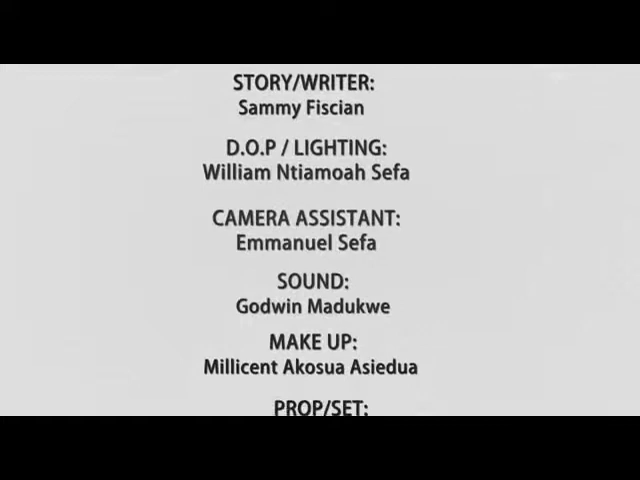 STORY/WRITER:
Sammy Fiscian
D.O.P / LIGHTING:
William Ntiamoah Sefa
CAMERA ASSISTANT:
Emmanuel Sefa
SOUND:
Godwin Madukwe
MAKE UP:
Millicent Akosua Asiedua
PROP/SET: